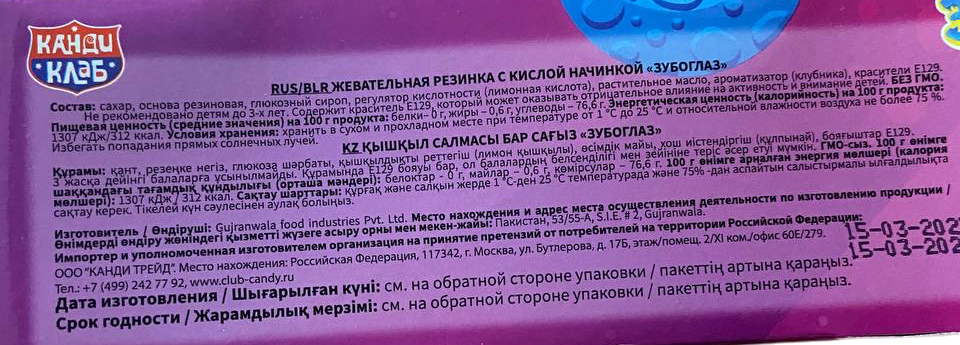 КАНДИ
КЛАБ
RUS/BLR ЖЕВАТЕЛЬНАЯ РЕЗИНКА С КИСЛОЙ НАЧИНКОЙ «ЗУБОГЛАЗ»
Состав: сахар, основа резиновая, глюкозный сироп, регулятор кислотности (лимонная кислота), растительное масло, ароматизатор (клубника), красители E129.
Не рекомендовано детям до 3-х лет. Содержит краситель E129, который может оказывать отрицательное влияние на активность и внимание детей. БЕЗ ГМО.
Пищевая ценность (средние значения) на 100 г продукта: белки– 0 г, жиры – 0,6 г, углеводы – 76,6 г. Энергетическая ценность (калорийность) на 100 г продукта:
1307 кДж/312 ккал. Условия хранения: хранить в сухом и прохладном месте при температуре от 1 °C до 25 °C и относительной влажности воздуха не более 75 %.
Избегать попадания прямых солнечных лучей.
KZ ҚЫШҚЫЛ САЛМАСЫ БАР САҒЫЗ «ЗУБОГЛАЗ»
Құрамы: қант, резеңке негіз, глюкоза шәрбаты, қышқылдықты реттегіш (лимон қышқылы), өсімдік майы, хош иістендіргіш (құлпынай), бояғыштар E129.
3 жасқа дейінгі балаларға ұсынылмайды. Құрамында E129 бояуы бар, ол балалардың белсенділігі мен зейініне теріс әсер етуі мүмкін. ГМО-сыз. 100 г өнімге
шаққандағы тағамдық құндылығы (орташа мәндері): белоктар – 0 г, майлар – 0,6 г, көмірсулар – 76,6 г. 100 г өнімге арналған энергия мөлшері (калория
мөлшері): 1307 кДж / 312 ккал. Сақтау шарттары: құрғақ және салқын жерде 1 °C-ден 25 °C температурада және 75% -дан аспайтын салыстырмалы ылғалдылықта
сақтау керек. Тікелей күн сәулесінен аулақ болыңыз.
Изготовитель / Өндіруші: Gujranwala food industries Pvt. Ltd. Место нахождения и адрес места осуществления деятельности по изготовлению продукции /
Өнімдерді өндіру жөніндегі қызметті жүзеге асыру орны мен мекен-жайы: Пакистан, 53/55-A, S.I.E. # 2, Gujranwala.
Импортер и уполномоченная изготовителем организация на принятие претензий от потребителей на территории Российской Федерации:
ООО "КАНДИ ТРЕЙД". Место нахождения: Российская Федерация, 117342, г. Москва, ул. Бутлерова, д. 17Б, этаж/помещ. 2/XI ком./офис 60E/279.
Тел.: +7 (499) 242 77 92, www.club-candy.ru
Дата изготовления / Шығарылған күні: см. на обратной стороне упаковки / пакеттің артына қараңыз.
Срок годности / Жарамдылық мерзімі: см. на обратной стороне упаковки / пакеттің артына қараңыз.
15-03-202
15-03-202